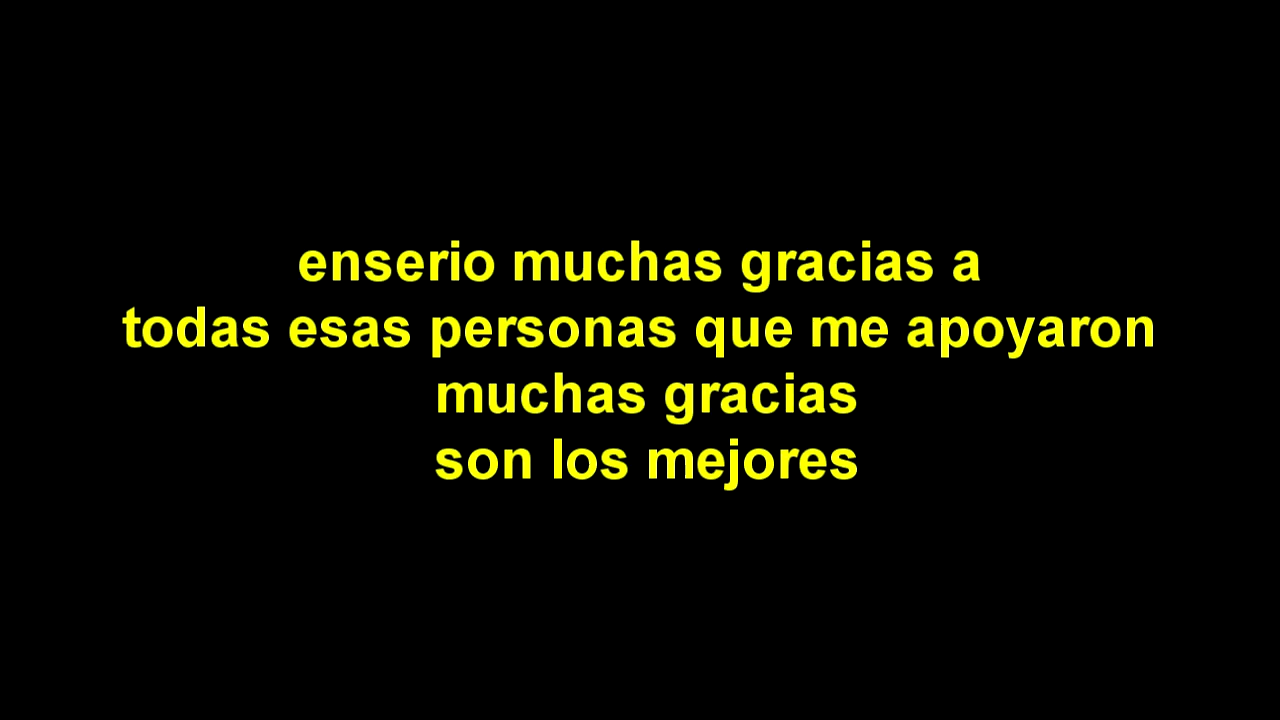 enserio muchas gracias a
todas esas personas que me apoyaron
muchas gracias
son los mejores